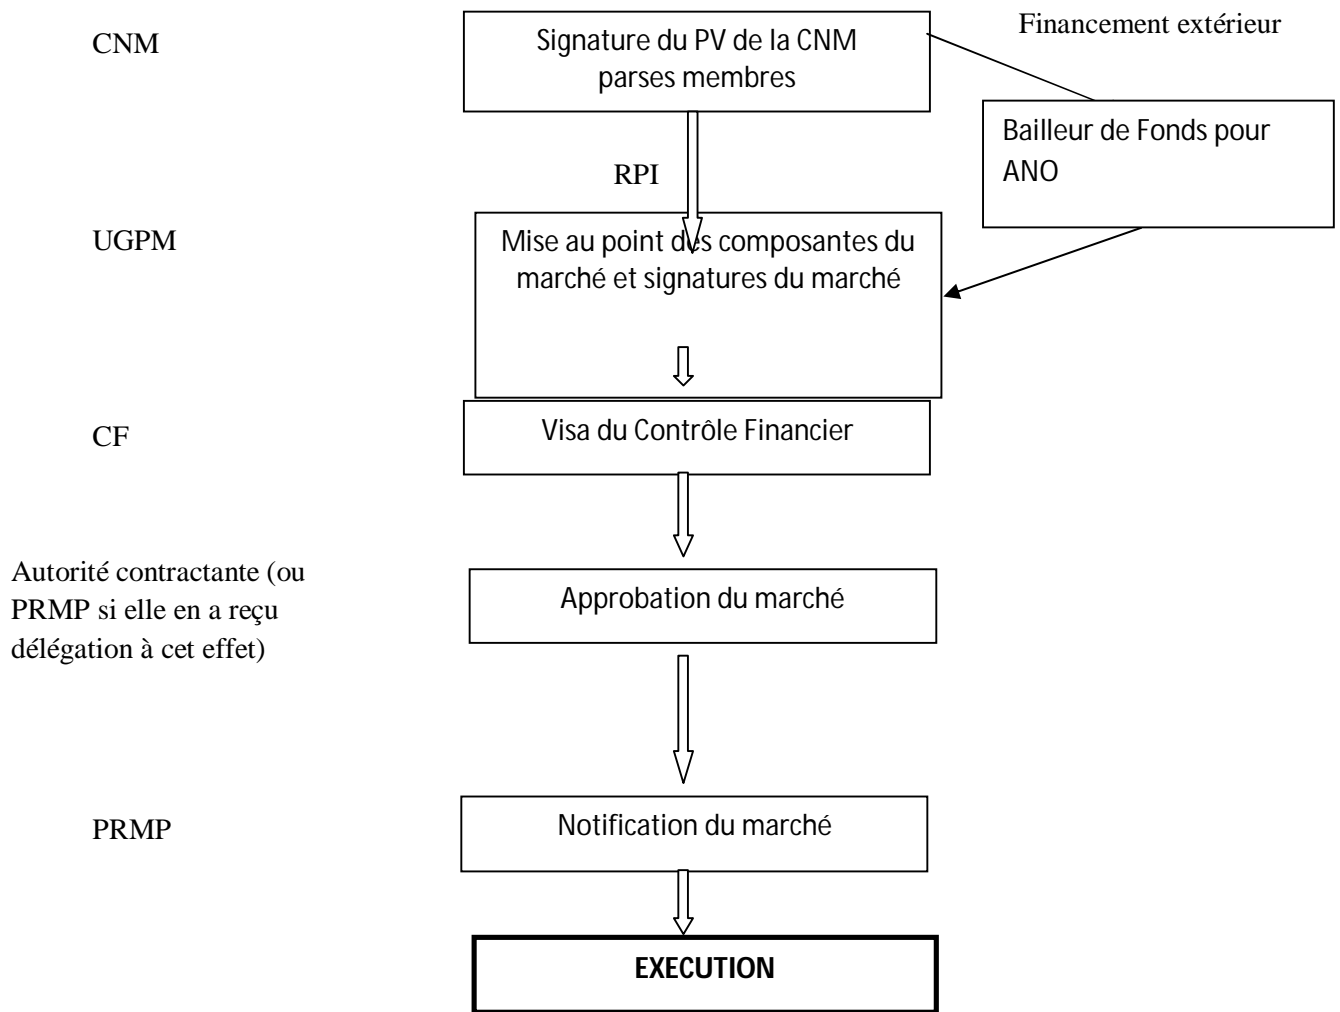 CNM
Signature du PV de la CNM
parses membres
Financement extérieur
Bailleur de Fonds pour
ANO
RPI
UGPM
Mise au point des composantes du
marché et signatures du marché
CF
Visa du Contrôle Financier
Autorité contractante (ou
PRMP si elle en a reçu
délégation à cet effet)
Approbation du marché
PRMP
Notification du marché
EXECUTION